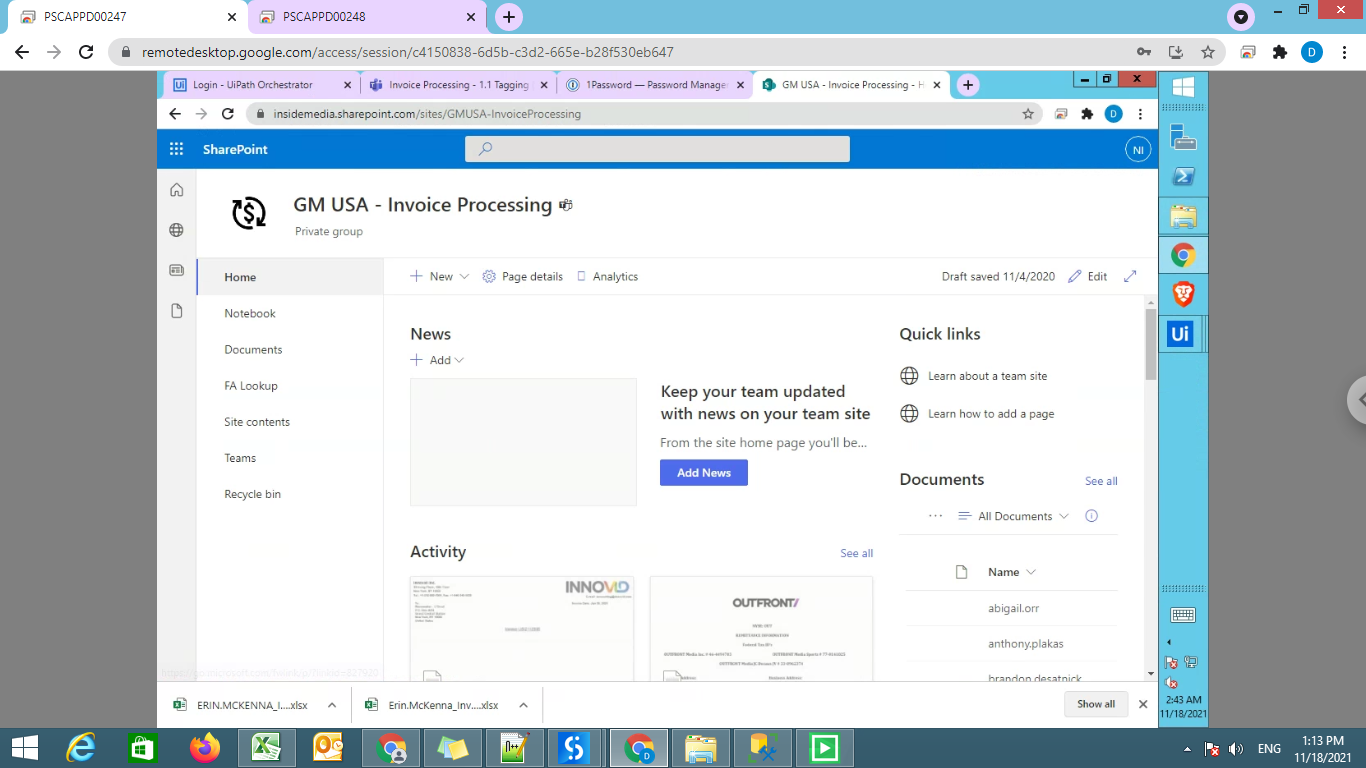 PSCAPPD00247
PSCAPPD00248
remotedesktop.google.com/access/session/c4150838-6d5b-c3d2-665e-b28f530eb647
D
Login - UiPath Orchestrator
Invoice Processing - 1.1 Tagging
1Password — Password Manage
GM USA - Invoice Processing - H
insidemedia.sharepoint.com/sites/GMUSA-InvoiceProcessing
D
SharePoint
NI
GM USA - Invoice Processing
Private group
Home
Notebook
Documents
FA Lookup
Site contents
Teams
Recycle bin
New
Page details
Analytics
Draft saved 11/4/2020
Edit
News
Add
Keep your team updated
with news on your team site
From the site home page you'll be...
Add News
Quick links
Learn about a team site
Learn how to add a page
Documents
See all
All Documents
Name
abigail.orr
anthony.plakas
brandon.desatnick
Activity
See all
INNOVID
OUTFRONT/
ERIN.MCKENNA_I....xlsx
Erin.McKenna_Inv....xlsx
Show all
Ui
2:43 AM
11/18/2021
ENG
1:13 PM
11/18/2021